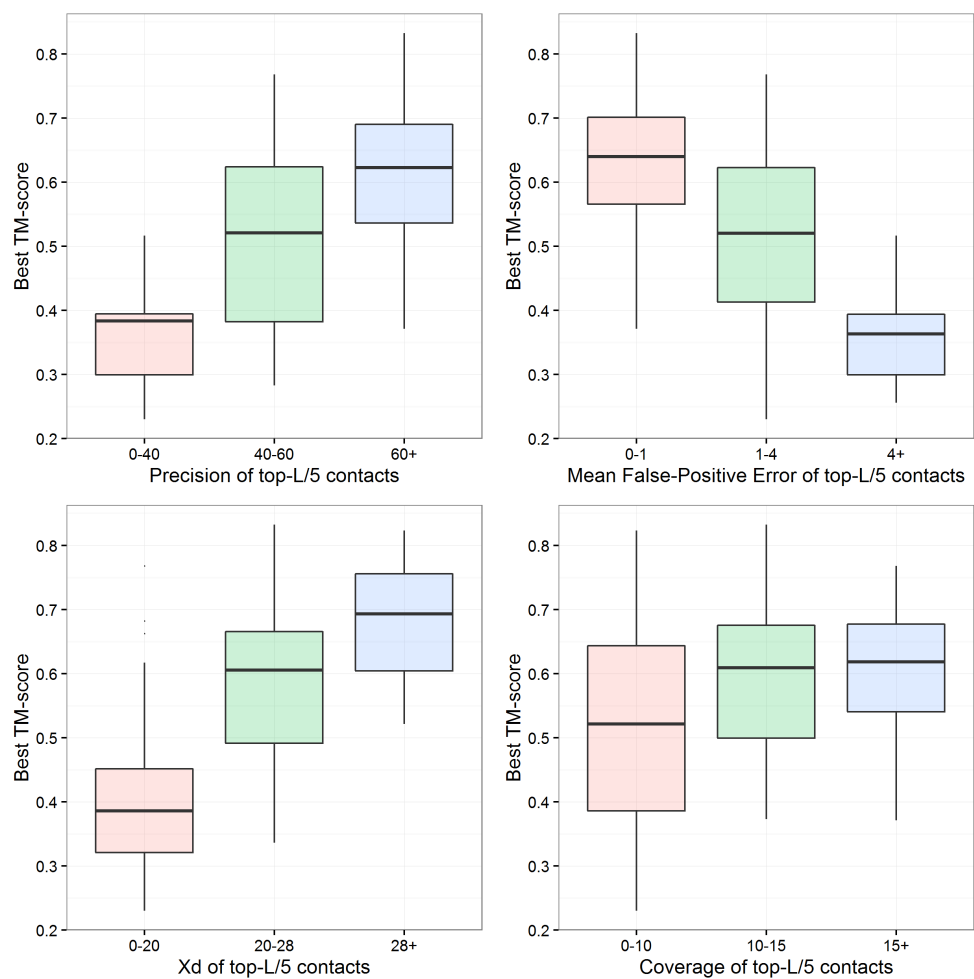 Best TM-score
0.8
0.7
0.6
0.5
0.4
0.3
0.2
0-40 40-60 60+
Precision of top-L/5 contacts
Best TM-score
0.8
0.7
0.6
0.5
0.4
0.3
0.2
0-1 1-4 4+
Mean False-Positive Error of top-L/5 contacts
Best TM-score
0.8
0.7
0.6
0.5
0.4
0.3
0.2
0-20 20-28 28+
Xd of top-L/5 contacts
Best TM-score
0.8
0.7
0.6
0.5
0.4
0.3
0.2
0-10 10-15 15+
Coverage of top-L/5 contacts